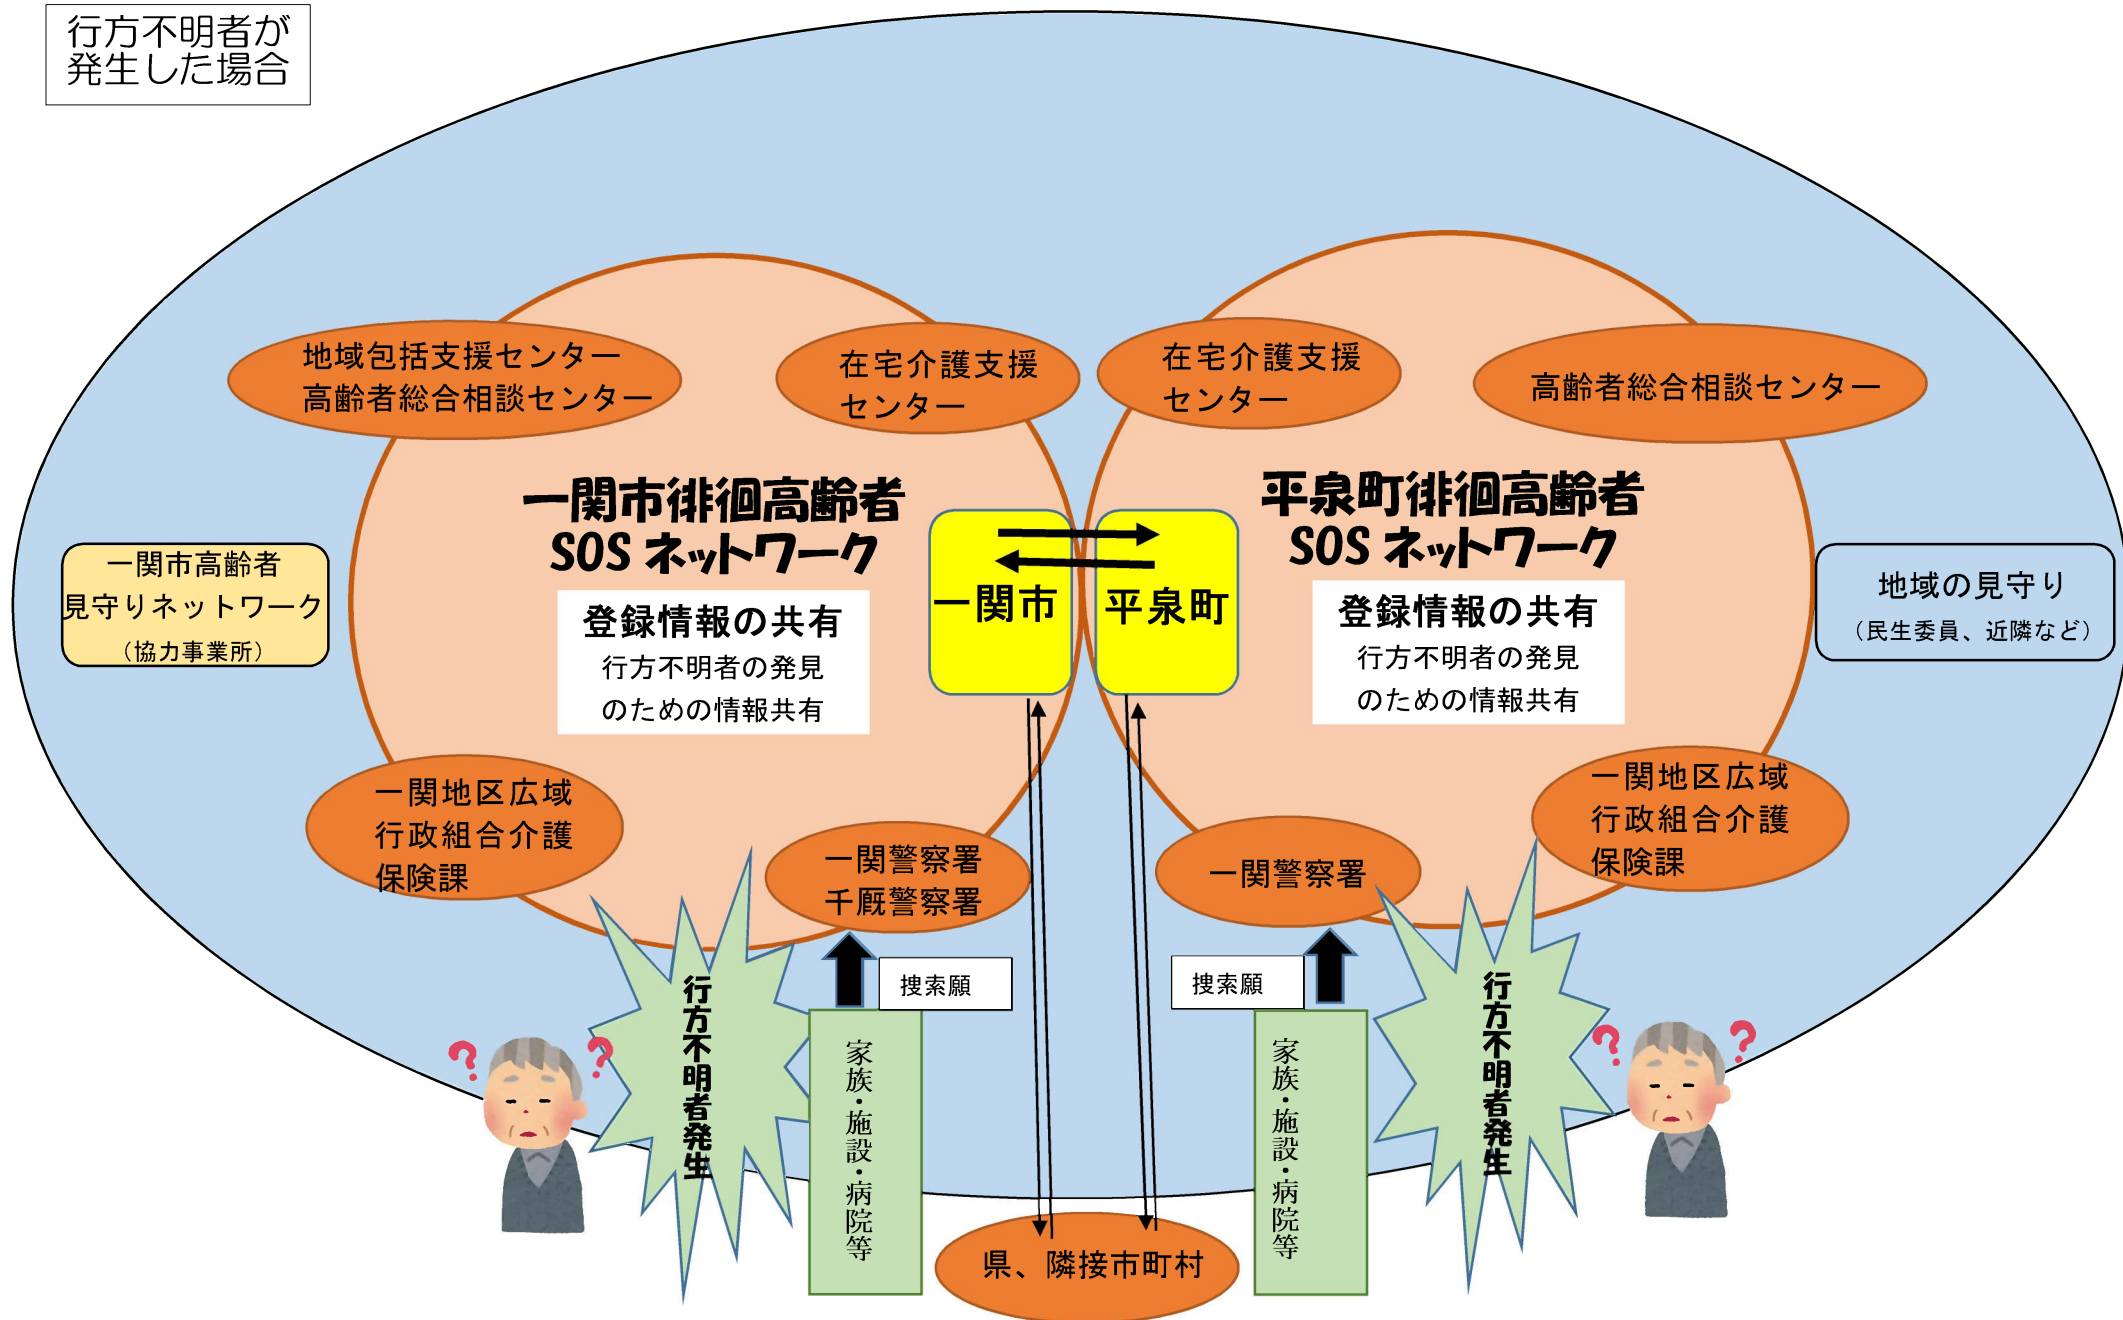 行方不明者が
発生した場合
地域包括支援センター
高齢者総合相談センター
在宅介護支援
センター
在宅介護支援
センター
高齢者総合相談センター
一関市徘徊高齢者
SOS ネットワーク
平泉町徘徊高齢者
SOS ネットワーク
一関市高齢者
見守りネットワーク
（協力事業所）
登録情報の共有
行方不明者の発見
のための情報共有
一関市
平泉町
登録情報の共有
行方不明者の発見
のための情報共有
地域の見守り
（民生委員、近隣など）
一関地区広域
行政組合介護
保険課
一関警察署
千厩警察署
一関警察署
一関地区広域
行政組合介護
保険課
行方不明者発生
捜索願
家族・施設・病院等
捜索願
家族・施設・病院等
行方不明者発生
?
?
?
?
県、隣接市町村